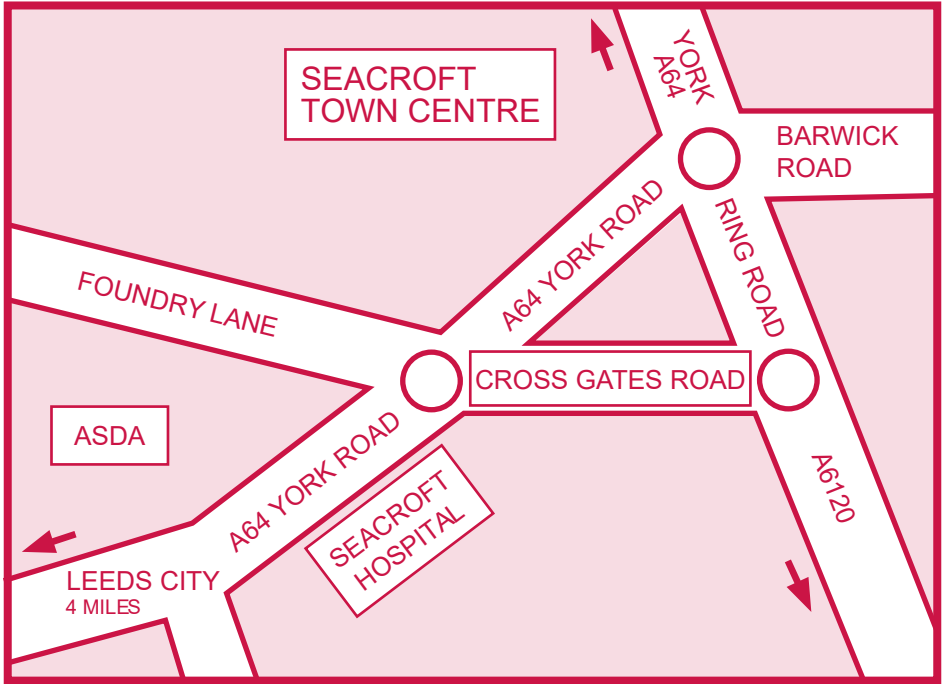 YORK
A64
SEACROFT
TOWN CENTRE
BARWICK
ROAD
A64 YORK ROAD
RING ROAD
FOUNDRY LANE
CROSS GATES ROAD
ASDA
A64 YORK ROAD
SEACROFT
HOSPITAL
A6120
LEEDS CITY
4 MILES